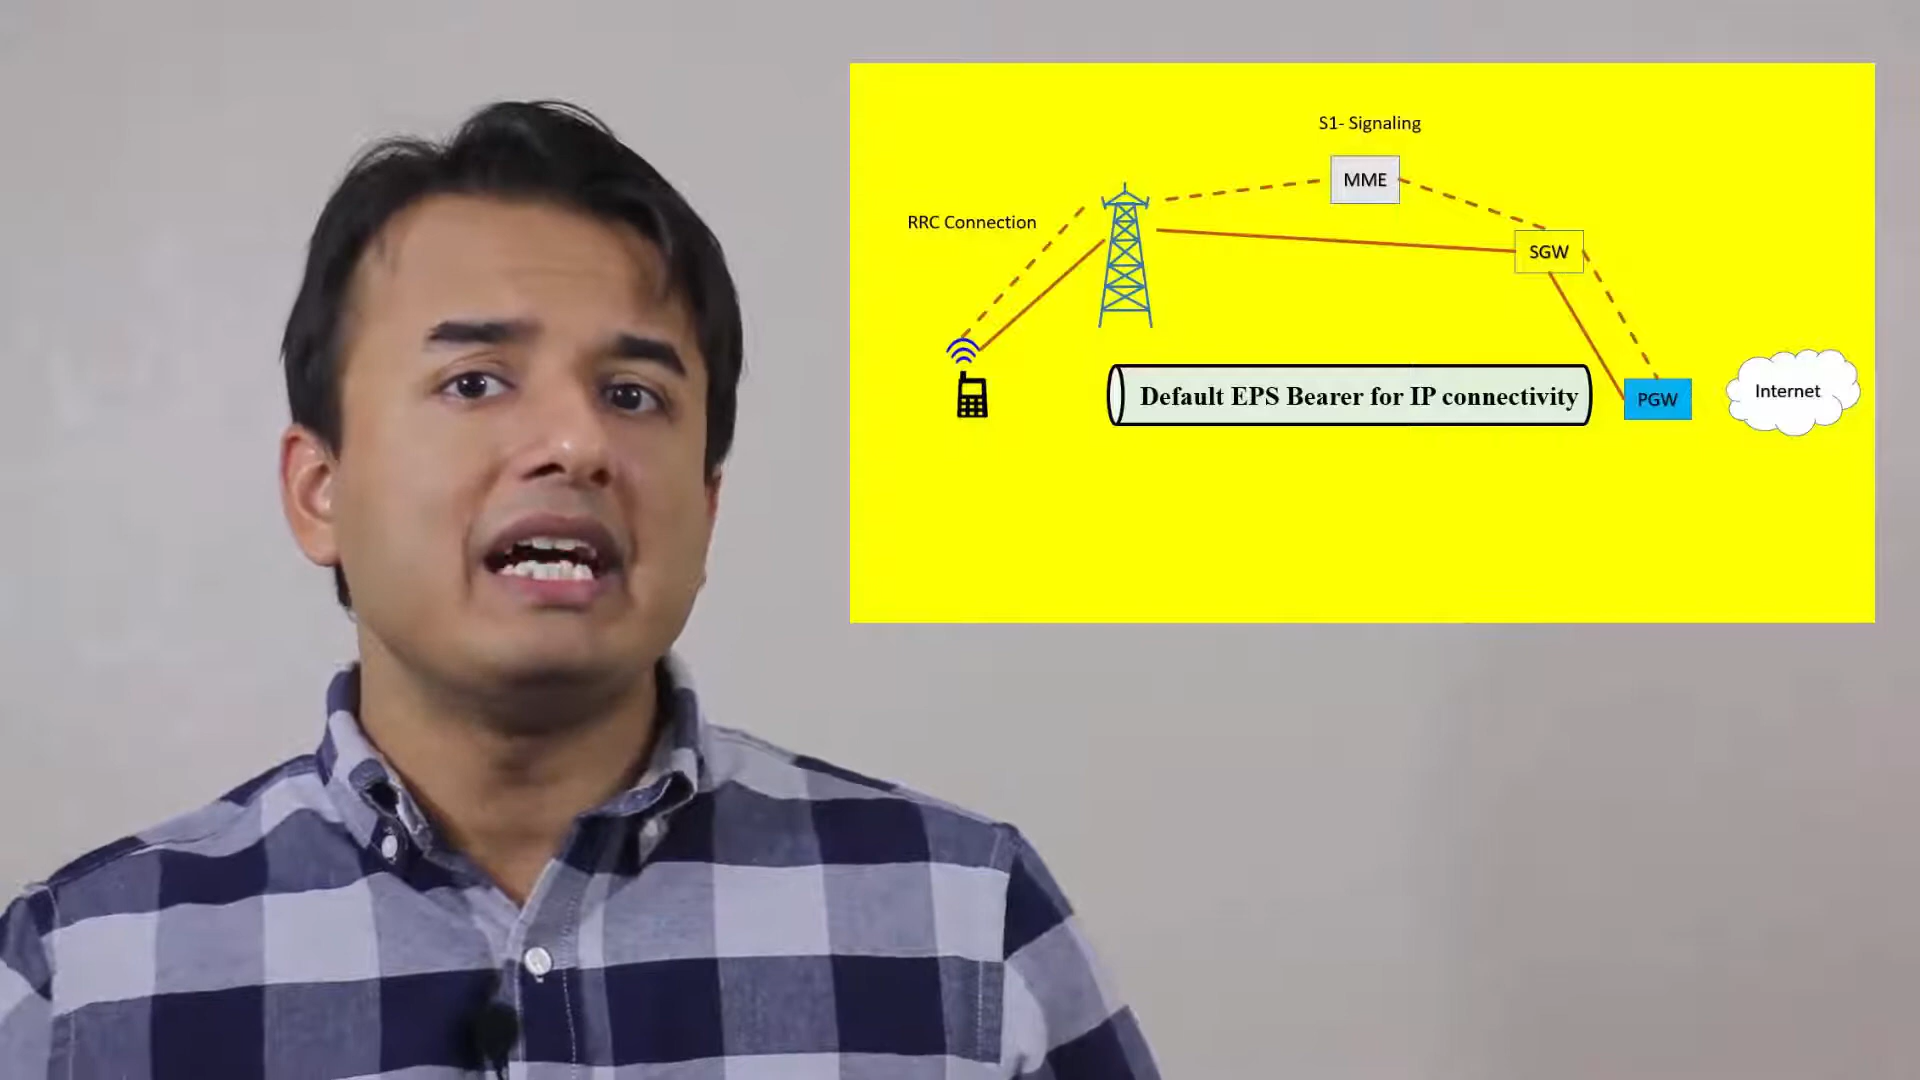 S1- Signaling
MME
RRC Connection
SGW
Default EPS Bearer for IP connectivity
PGW
Internet